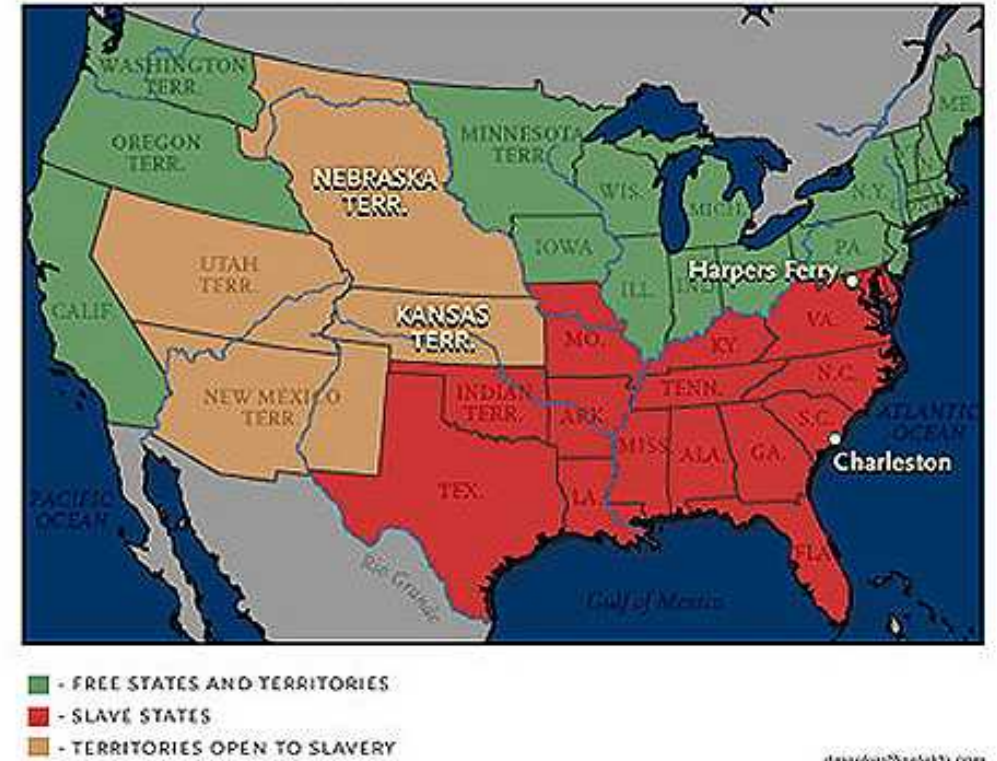 WASHINGTON
TERR.
OREGON
TERR.
NEBRASKA
TERR.
MINNESOTA
TERR.
WIS.
MICH.
ME.
N.Y.
PA.
IOWA
ILL.
IND.
Harpers Ferry
UTAH
TERR.
CALIF.
KANSAS
TERR.
MO.
KY.
VA.
NEW MEXICO
TERR.
INDIAN
TERR.
ARK.
TENN.
N.C.
S.C.
MISS.
ALA.
GA.
ATLANTIC
OCEAN
Charleston
PACIFIC
OCEAN
TEX.
LA.
FLA.
Rio Grande
Gulf of Mexico
- FREE STATES AND TERRITORIES
- SLAVE STATES
- TERRITORIES OPEN TO SLAVERY